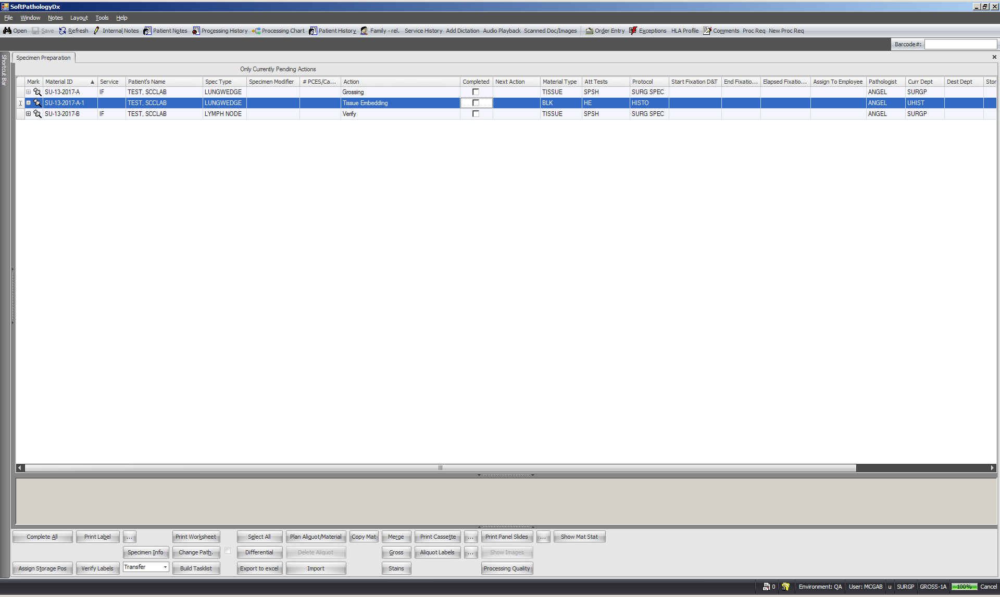 SoftPathologyDx
File Window Notes Layout Tools Help
Open Save Refresh Internal Notes Patient Notes Processing History Processing Chart Patient History Family - rel. Service History Add Dictation Audio Playback Scanned Doc/Images Order Entry Exceptions HLA Profile Comments Proc Req New Proc Req
Barcode#:
Shortcut Bar
Specimen Preparation
Only Currently Pending Actions
Mark Material ID Service Patient's Name Spec Type Specimen Modifier # PCES/Ca... Action Completed Next Action Material Type Att Tests Protocol Start Fixation D&T End Fixatio... Elapsed Fixatio... Assign To Employee Pathologist Curr Dept Dest Dept Stor
SU-13-2017-A IF TEST, SCCLAB LUNGWEDGE Grossing TISSUE SPSH SURG SPEC ANGEL SURGP
SU-13-2017-A-1 TEST, SCCLAB LUNGWEDGE Tissue Embedding BLK HE HISTO ANGEL UHIST
SU-13-2017-B IF TEST, SCCLAB LYMPH NODE Verify TISSUE SPSH SURG SPEC ANGEL SURGP
Complete All Print Label ... Print Worksheet Select All Plan Aliquot/Material Copy Mat Merge Print Cassette ... Print Panel Slides ... Show Mat Stat
Specimen Info Change Path. Differential Delete Aliquot Gross Aliquot Labels ... Show Images
Assign Storage Pos Verify Labels Transfer Build Tasklist Export to excel Import Stains Processing Quality
0 Environment: QA User: MCGAB u SURGP GROSS-1A 100% Cancel